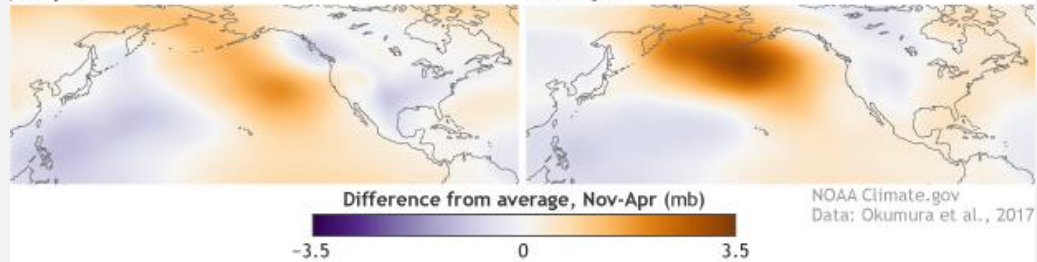 Difference from average, Nov-Apr (mb)
-3.5 0 3.5
NOAA Climate.gov
Data: Okumura et al., 2017